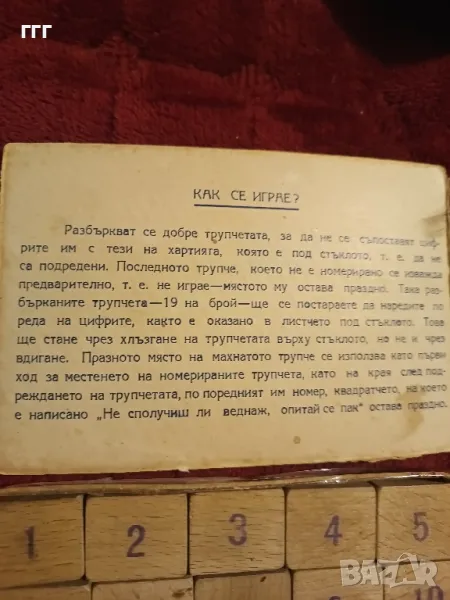 ггг
КАК СЕ ИГРАЕ?
Разбъркват се добре трупчетата, за да не се съпоставят циф-
рите им с тези на хартияга, която е под стъклото, т. е. да не
са подредени. Последното трупче, което не е номерирано се изважда
предварително, т. е. не играе—мястото му остава праздно. Така раз-
бърканите трупчета—19 на брой—ще се постараете да наредите по
реда на цифрите, както е оказано в листчето под стъклото. Това
ще стане чрез хлъзгане на трупчетата върху стъклото, но не и чрез
вдигане. Празното място на махнатото трупче се използва като първи
ход за местенето на номерираните трупчета, като на края след под-
реждането на трупчетата, по поредният им номер, квадратчето, на което
е написано „Не сполучиш ли веднаж, опитай се пак" остава праздно.
1 2 3 4 5
10
BAZAR.BG